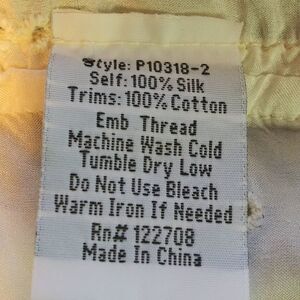 Style: P10318-2
Self: 100% Silk
Trims: 100% Cotton
Emb Thread
Machine Wash Cold
Tumble Dry Low
Do Not Use Bleach
Warm Iron If Needed
Rn# 122708
Made In China